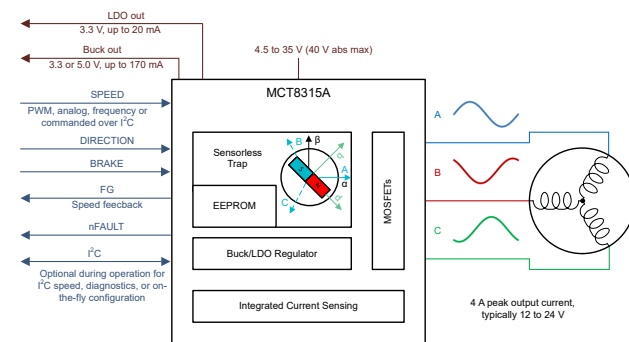 LDO out
3.3 V, up to 20 mA
Buck out
3.3 or 5.0 V, up to 170 mA
4.5 to 35 V (40 V abs max)
MCT8315A
SPEED
PWM, analog, frequency or
commanded over I²C
DIRECTION
BRAKE
FG
Speed feecback
nFAULT
I²C
Optional during operation for
I²C speed, diagnostics, or on-
the-fly configuration
Sensorless
Trap
EEPROM
B
β
q
A
α
d
C
S
N
MOSFETs
Buck/LDO Regulator
Integrated Current Sensing
A
B
C
4 A peak output current,
typically 12 to 24 V